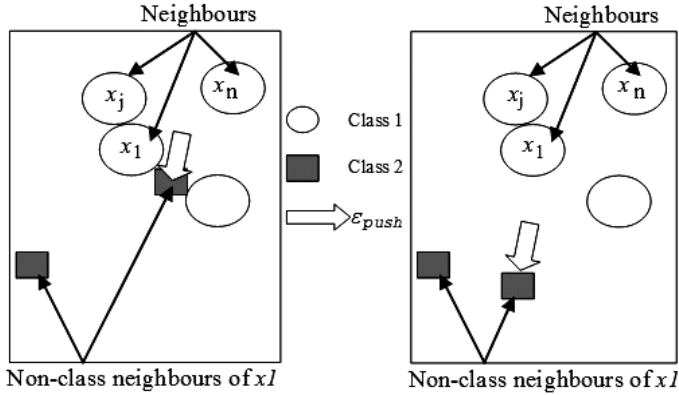 Neighbours
x_j
x_n
x_1
Non-class neighbours of x1
Class 1
Class 2
ε_push
Neighbours
x_j
x_n
x_1
Non-class neighbours of x1